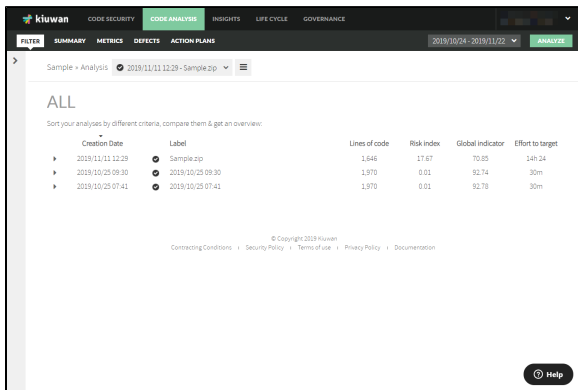 kiuwan CODE SECURITY CODE ANALYSIS INSIGHTS LIFE CYCLE GOVERNANCE
FILTER SUMMARY METRICS DEFECTS ACTION PLANS 2019/10/24 - 2019/11/22 ANALYZE
Sample » Analysis 2019/11/11 12:29 - Sample.zip
ALL
Sort your analyses by different criteria, compare them & get an overview:
Creation Date Label Lines of code Risk index Global indicator Effort to target
2019/11/11 12:29 Sample.zip 1,646 17.67 70.85 14h 24
2019/10/25 09:30 2019/10/25 09:30 1,970 0.01 92.74 30m
2019/10/25 07:41 2019/10/25 07:41 1,970 0.01 92.78 30m
© Copyright 2019 Kiuwan
Contracting Conditions | Security Policy | Terms of use | Privacy Policy | Documentation
Help